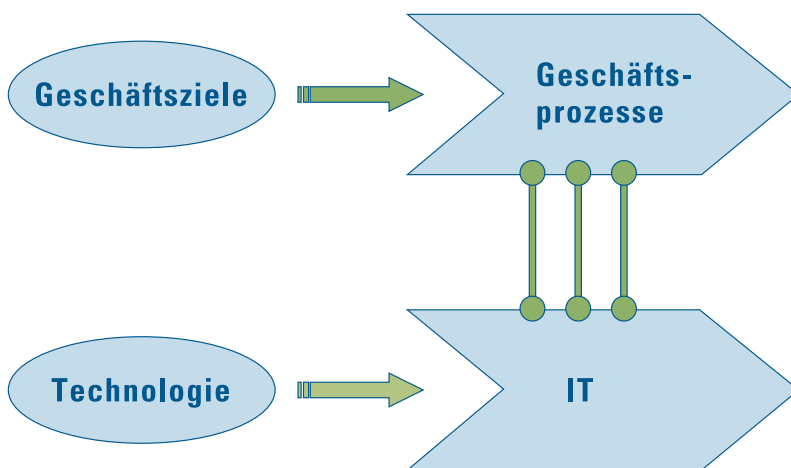 Geschäftsziele
Geschäfts-
prozesse
Technologie
IT